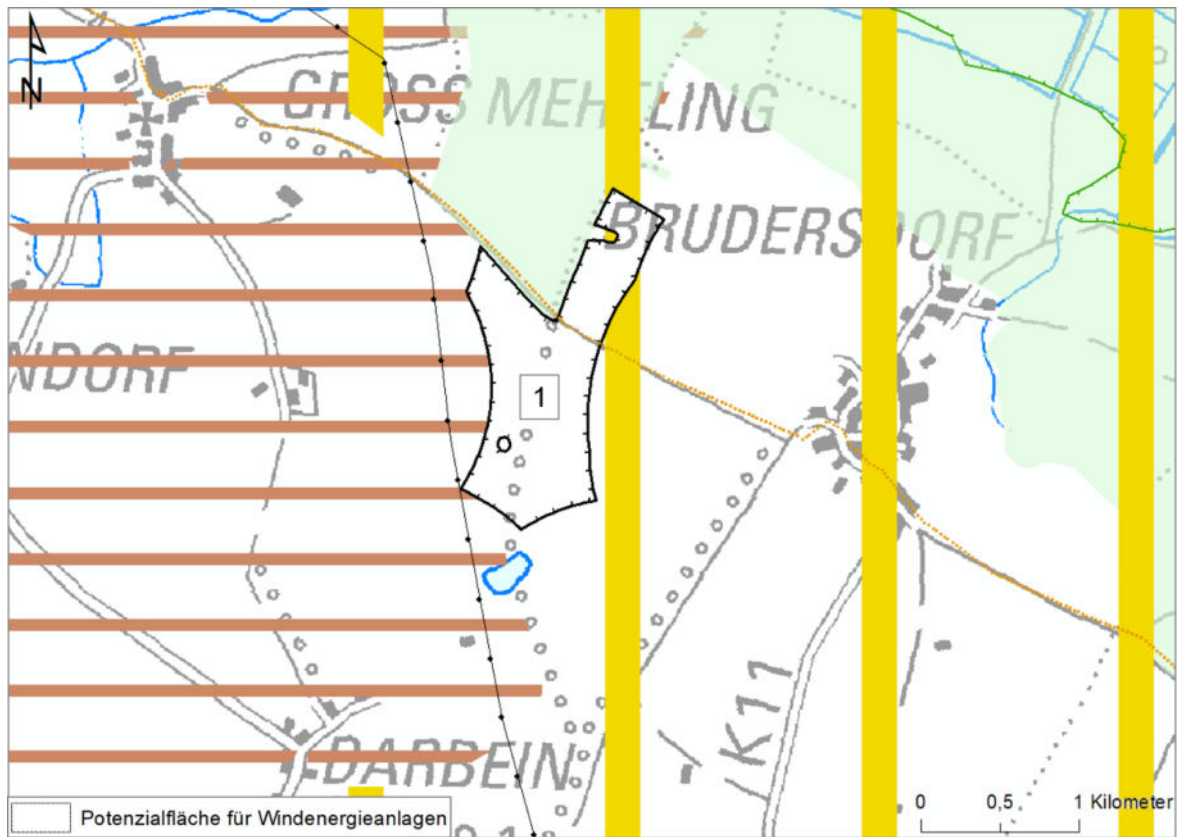 N
GROSS MEHLING
BRUDERSDORF
NDORF
1
DARBEIN
K11
0 0,5 1 Kilometer
Potenzialfläche für Windenergieanlagen